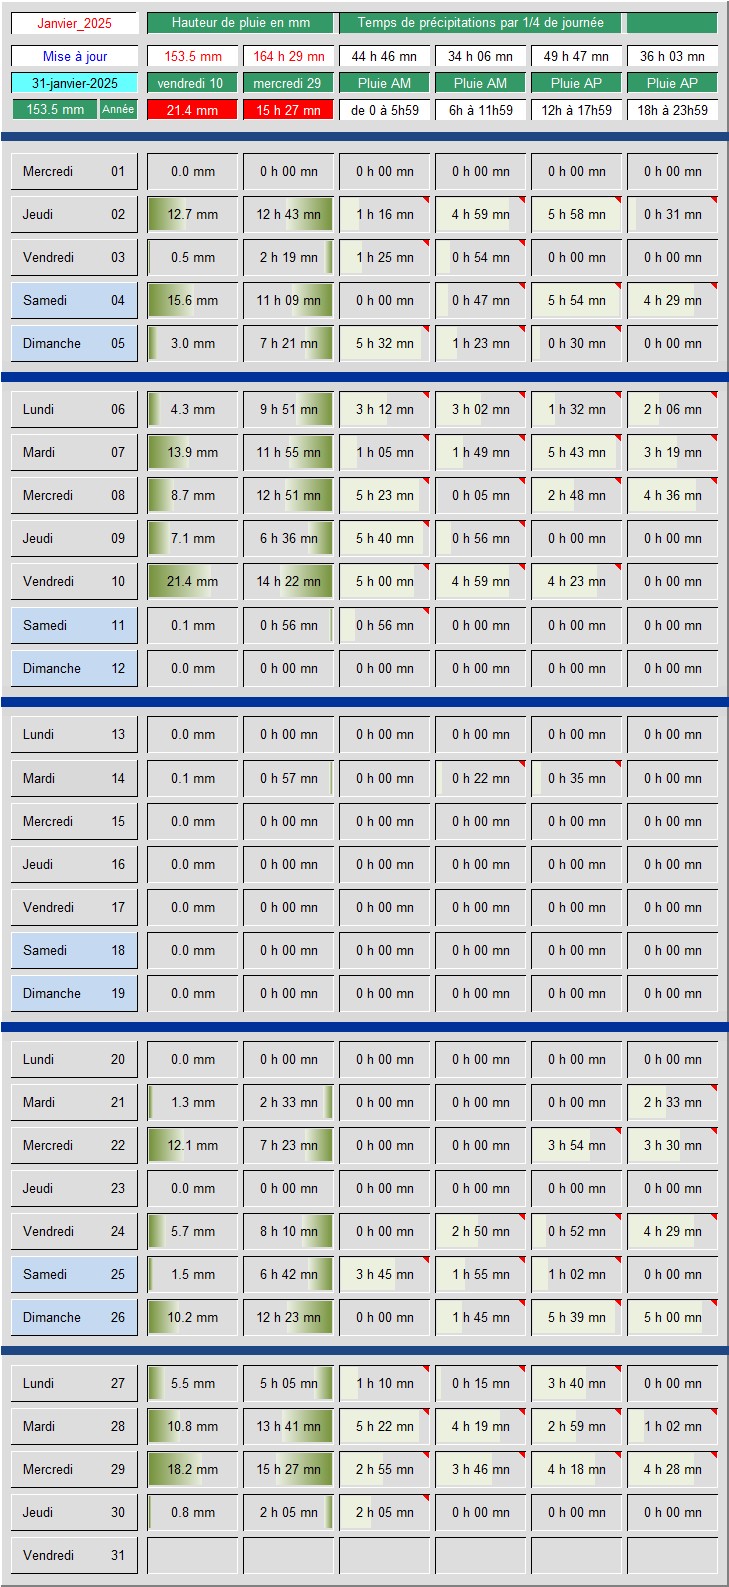 Janvier_2025 Hauteur de pluie en mm Temps de précipitations par 1/4 de journée
Mise à jour 153.5 mm 164 h 29 mn 44 h 46 mn 34 h 06 mn 49 h 47 mn 36 h 03 mn
31-janvier-2025 vendredi 10 mercredi 29 Pluie AM Pluie AM Pluie AP Pluie AP
153.5 mm Année 21.4 mm 15 h 27 mn de 0 à 5h59 6h à 11h59 12h à 17h59 18h à 23h59
Mercredi 01 0.0 mm 0 h 00 mn 0 h 00 mn 0 h 00 mn 0 h 00 mn 0 h 00 mn
Jeudi 02 12.7 mm 12 h 43 mn 1 h 16 mn 4 h 59 mn 5 h 58 mn 0 h 31 mn
Vendredi 03 0.5 mm 2 h 19 mn 1 h 25 mn 0 h 54 mn 0 h 00 mn 0 h 00 mn
Samedi 04 15.6 mm 11 h 09 mn 0 h 00 mn 0 h 47 mn 5 h 54 mn 4 h 29 mn
Dimanche 05 3.0 mm 7 h 21 mn 5 h 32 mn 1 h 23 mn 0 h 30 mn 0 h 00 mn
Lundi 06 4.3 mm 9 h 51 mn 3 h 12 mn 3 h 02 mn 1 h 32 mn 2 h 06 mn
Mardi 07 13.9 mm 11 h 55 mn 1 h 05 mn 1 h 49 mn 5 h 43 mn 3 h 19 mn
Mercredi 08 8.7 mm 12 h 51 mn 5 h 23 mn 0 h 05 mn 2 h 48 mn 4 h 36 mn
Jeudi 09 7.1 mm 6 h 36 mn 5 h 40 mn 0 h 56 mn 0 h 00 mn 0 h 00 mn
Vendredi 10 21.4 mm 14 h 22 mn 5 h 00 mn 4 h 59 mn 4 h 23 mn 0 h 00 mn
Samedi 11 0.1 mm 0 h 56 mn 0 h 56 mn 0 h 00 mn 0 h 00 mn 0 h 00 mn
Dimanche 12 0.0 mm 0 h 00 mn 0 h 00 mn 0 h 00 mn 0 h 00 mn 0 h 00 mn
Lundi 13 0.0 mm 0 h 00 mn 0 h 00 mn 0 h 00 mn 0 h 00 mn 0 h 00 mn
Mardi 14 0.1 mm 0 h 57 mn 0 h 00 mn 0 h 22 mn 0 h 35 mn 0 h 00 mn
Mercredi 15 0.0 mm 0 h 00 mn 0 h 00 mn 0 h 00 mn 0 h 00 mn 0 h 00 mn
Jeudi 16 0.0 mm 0 h 00 mn 0 h 00 mn 0 h 00 mn 0 h 00 mn 0 h 00 mn
Vendredi 17 0.0 mm 0 h 00 mn 0 h 00 mn 0 h 00 mn 0 h 00 mn 0 h 00 mn
Samedi 18 0.0 mm 0 h 00 mn 0 h 00 mn 0 h 00 mn 0 h 00 mn 0 h 00 mn
Dimanche 19 0.0 mm 0 h 00 mn 0 h 00 mn 0 h 00 mn 0 h 00 mn 0 h 00 mn
Lundi 20 0.0 mm 0 h 00 mn 0 h 00 mn 0 h 00 mn 0 h 00 mn 0 h 00 mn
Mardi 21 1.3 mm 2 h 33 mn 0 h 00 mn 0 h 00 mn 0 h 00 mn 2 h 33 mn
Mercredi 22 12.1 mm 7 h 23 mn 0 h 00 mn 0 h 00 mn 3 h 54 mn 3 h 30 mn
Jeudi 23 0.0 mm 0 h 00 mn 0 h 00 mn 0 h 00 mn 0 h 00 mn 0 h 00 mn
Vendredi 24 5.7 mm 8 h 10 mn 0 h 00 mn 2 h 50 mn 0 h 52 mn 4 h 29 mn
Samedi 25 1.5 mm 6 h 42 mn 3 h 45 mn 1 h 55 mn 1 h 02 mn 0 h 00 mn
Dimanche 26 10.2 mm 12 h 23 mn 0 h 00 mn 1 h 45 mn 5 h 39 mn 5 h 00 mn
Lundi 27 5.5 mm 5 h 05 mn 1 h 10 mn 0 h 15 mn 3 h 40 mn 0 h 00 mn
Mardi 28 10.8 mm 13 h 41 mn 5 h 22 mn 4 h 19 mn 2 h 59 mn 1 h 02 mn
Mercredi 29 18.2 mm 15 h 27 mn 2 h 55 mn 3 h 46 mn 4 h 18 mn 4 h 28 mn
Jeudi 30 0.8 mm 2 h 05 mn 2 h 05 mn 0 h 00 mn 0 h 00 mn 0 h 00 mn
Vendredi 31